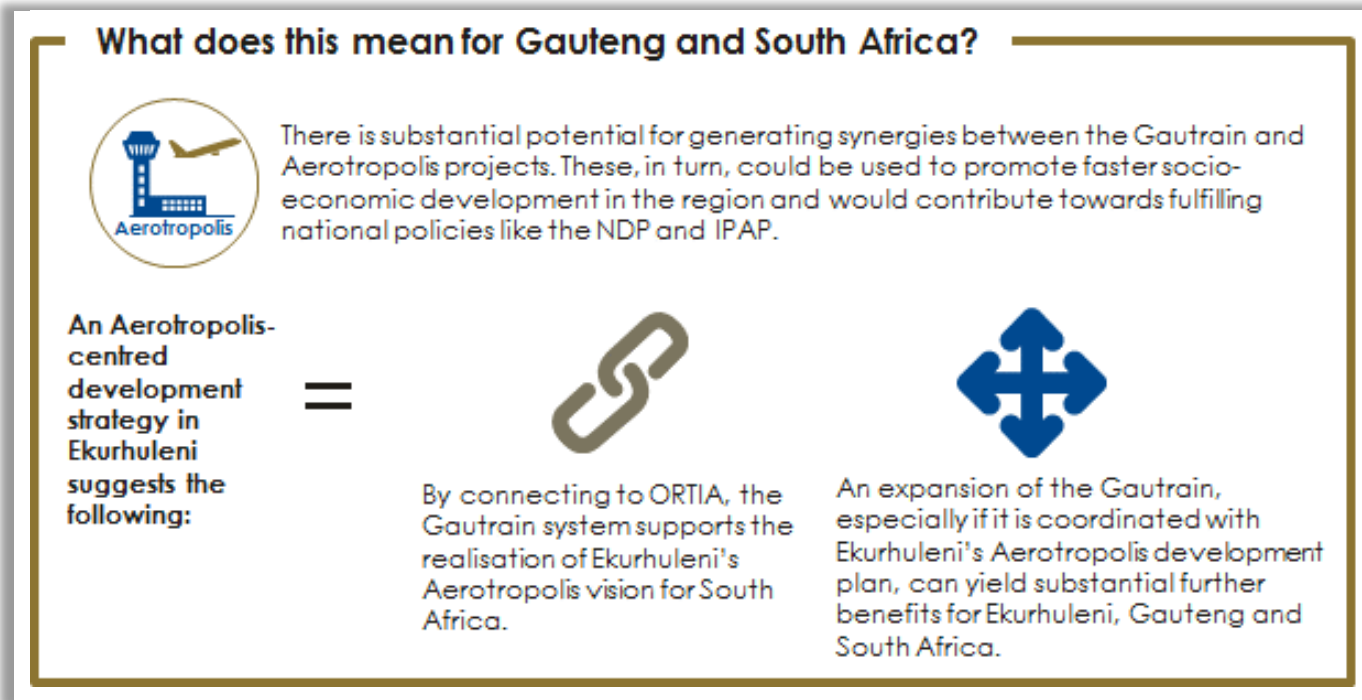 What does this mean for Gauteng and South Africa?
There is substantial potential for generating synergies between the Gautrain and
Aerotropolis projects. These, in turn, could be used to promote faster socio-
economic development in the region and would contribute towards fulfilling
national policies like the NDP and IPAP.
Aerotropolis
An Aerotropolis-
centred
development
strategy in
Ekurhuleni
suggests the
following:
=
By connecting to ORTIA, the
Gautrain system supports the
realisation of Ekurhuleni's
Aerotropolis vision for South
Africa.
An expansion of the Gautrain,
especially if it is coordinated with
Ekurhuleni's Aerotropolis development
plan, can yield substantial further
benefits for Ekurhuleni, Gauteng and
South Africa.